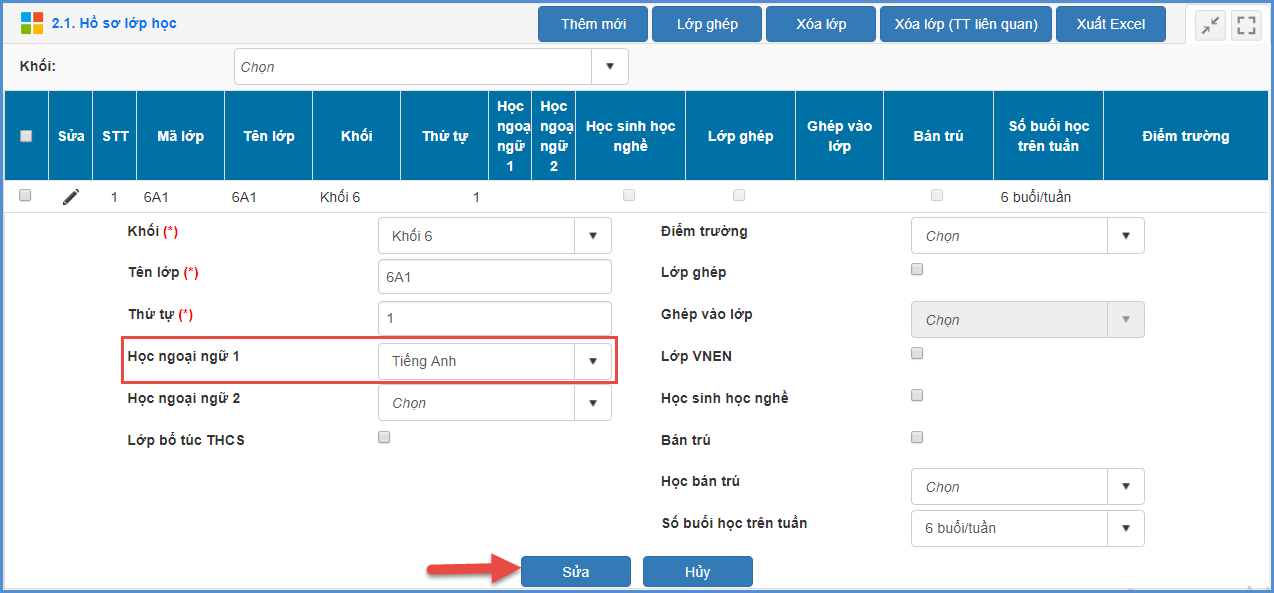 2.1. Hồ sơ lớp học
Thêm mới
Lớp ghép
Xóa lớp
Xóa lớp (TT liên quan)
Xuất Excel
Khối:
Chọn
Sửa
STT
Mã lớp
Tên lớp
Khối
Thứ tự
Học
ngoạ
ngữ
1
Học
ngoạ
ngữ
2
Học sinh học
nghề
Lớp ghép
Ghép vào
lớp
Bán trú
Số buổi học
trên tuần
Điểm trường
1 6A1 6A1 Khối 6 1 6 buổi/tuần
Khối (*)
Khối 6
Tên lớp (*)
6A1
Thứ tự (*)
1
Học ngoại ngữ 1
Tiếng Anh
Học ngoại ngữ 2
Chọn
Lớp bổ túc THCS
Điểm trường
Chọn
Lớp ghép
Ghép vào lớp
Chọn
Lớp VNEN
Học sinh học nghề
Bán trú
Học bán trú
Chọn
Số buổi học trên tuần
6 buổi/tuần
Sửa
Hủy